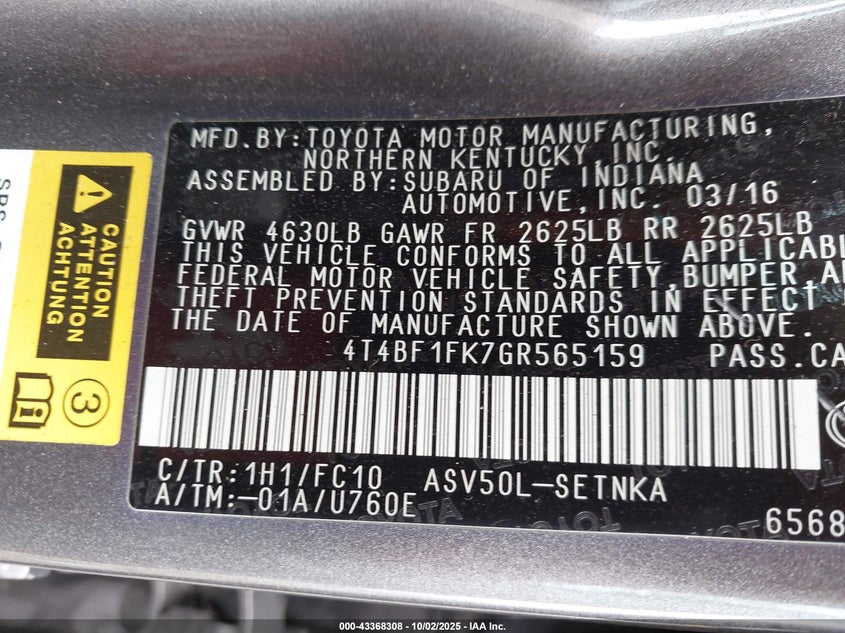 MFD.BY:TOYOTA MOTOR MANUFACTURING,
NORTHERN KENTUCKY,INC.
ASSEMBLED BY:SUBARU OF INDIANA
AUTOMOTIVE,INC. 03/16
GVWR 4630LB GAWR FR 2625LB RR 2625LB
THIS VEHICLE CONFORMS TO ALL APPLICABL
FEDERAL MOTOR VEHICLE SAFETY,BUMPER,A
THEFT PREVENTION STANDARDS IN EFFECT
THE DATE OF MANUFACTURE SHOWN ABOVE.
4T4BF1FK7GR565159 PASS.CA
C/TR:1H1/FC10 ASV50L-SETNKA
A/TM:-01A/U760E
6568
CAUTION
ATTENTION
ACHTUNG
3
000-43368308 - 10/02/2025 - IAA Inc.